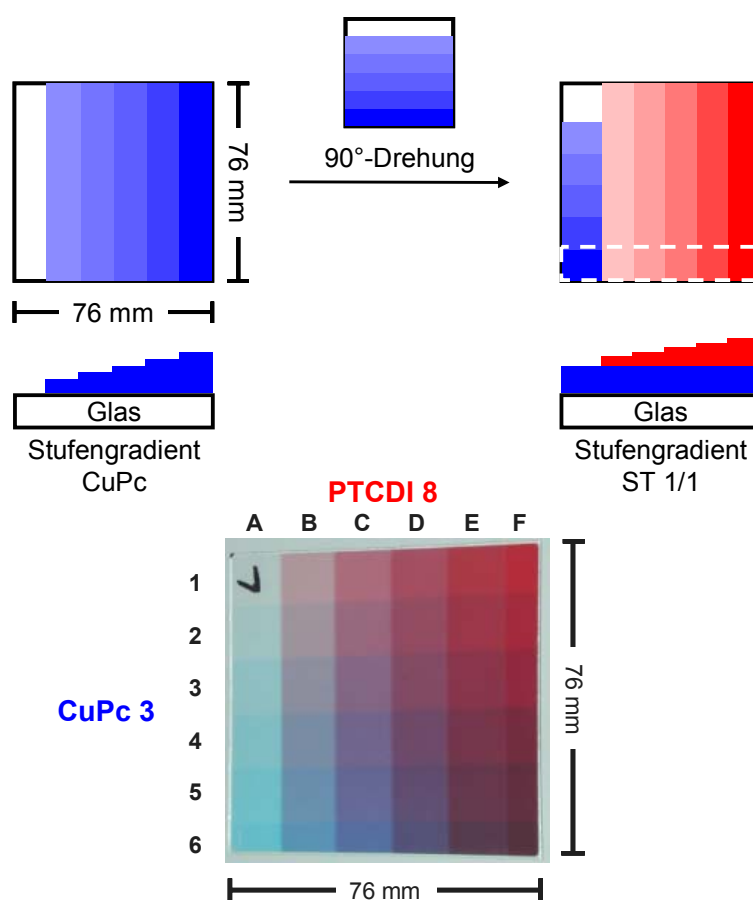 76 mm
90°-Drehung
76 mm
Glas
Glas
Stufengradient
CuPc
Stufengradient
ST 1/1
PTCDI 8
A B C D E F
1
2
3
CuPc 3
4
5
6
76 mm
76 mm